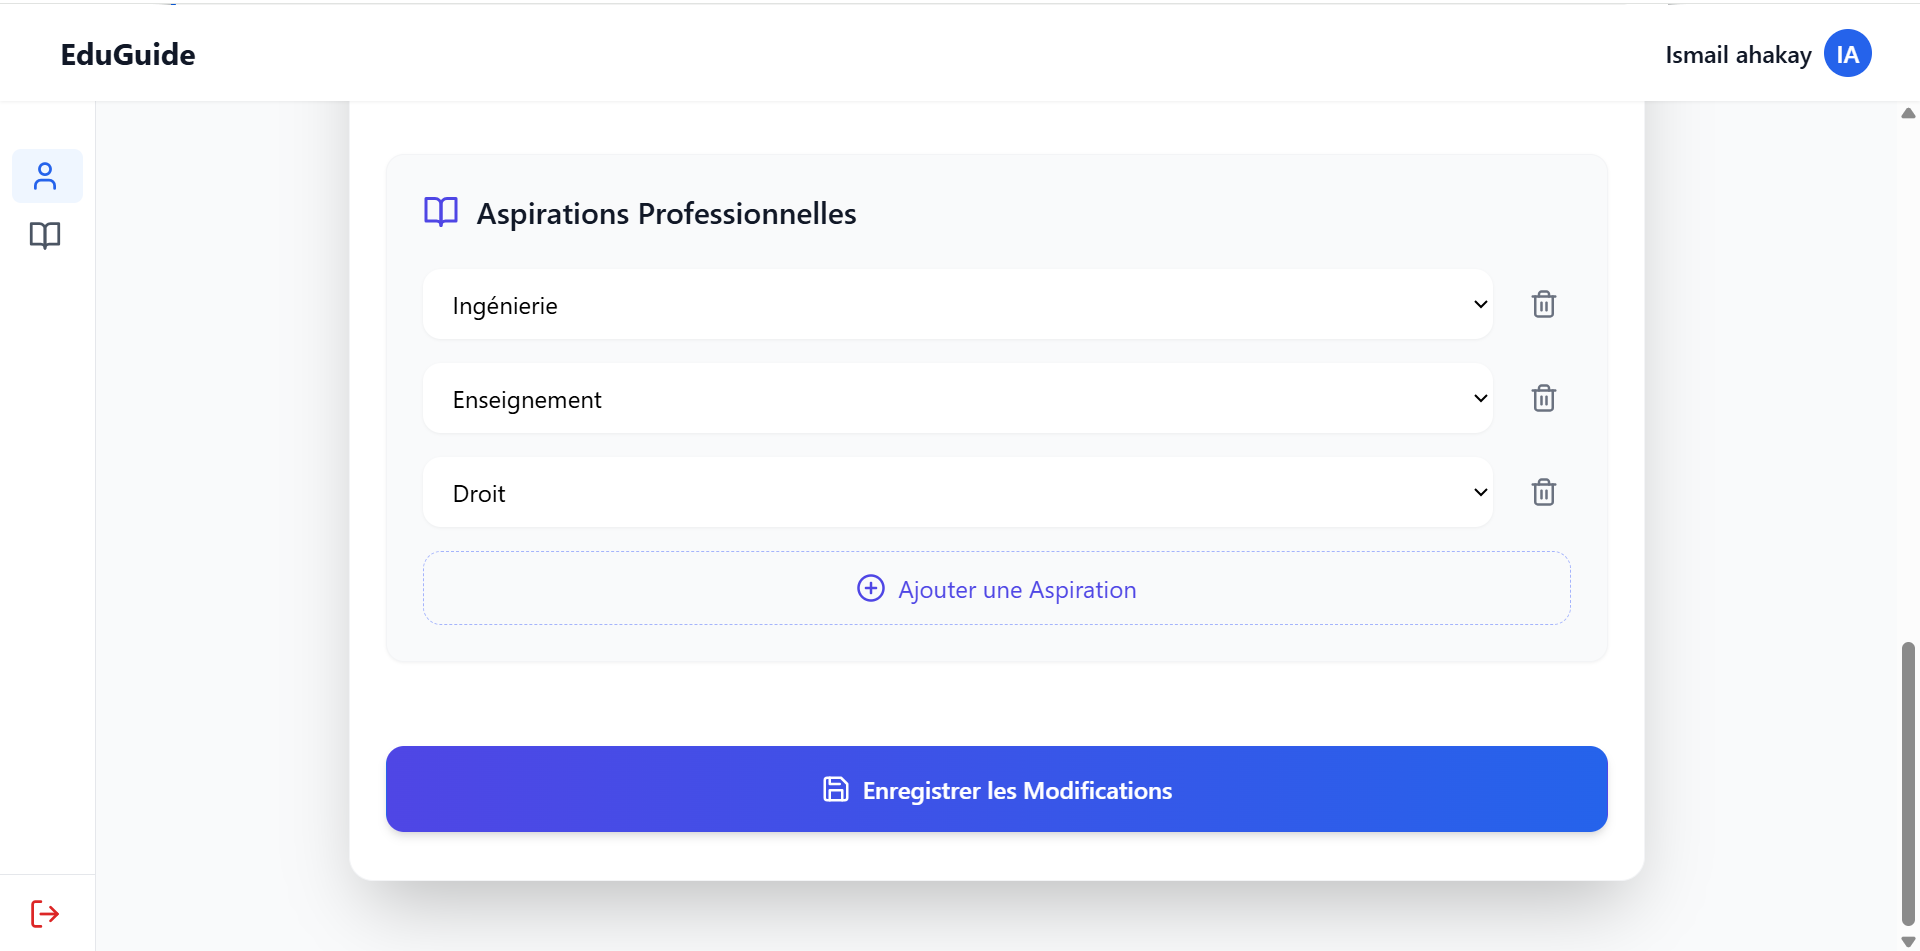 EduGuide
Ismail ahakay IA
Aspirations Professionnelles
Ingénierie
Enseignement
Droit
Ajouter une Aspiration
Enregistrer les Modifications